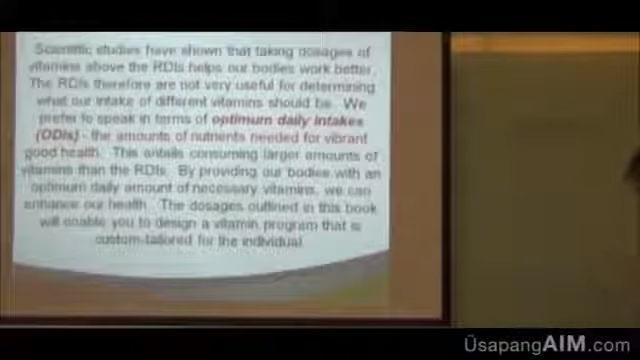 Scientific studies have shown that taking dosages of
vitamins above the RDIs helps our bodies work better.
The RDIs therefore are not very useful for determining
what our intake of different vitamins should be. We
prefer to speak in terms of optimum daily intakes
(ODIs) - the amounts of nutrients needed for vibrant
good health. This entails consuming larger amounts of
vitamins than the RDIs. By providing our bodies with an
optimum daily amount of necessary vitamins, we can
enhance our health. The dosages outlined in this book
will enable you to design a vitamin program that is
custom-tailored for the individual.
ÜsapangAIM.com